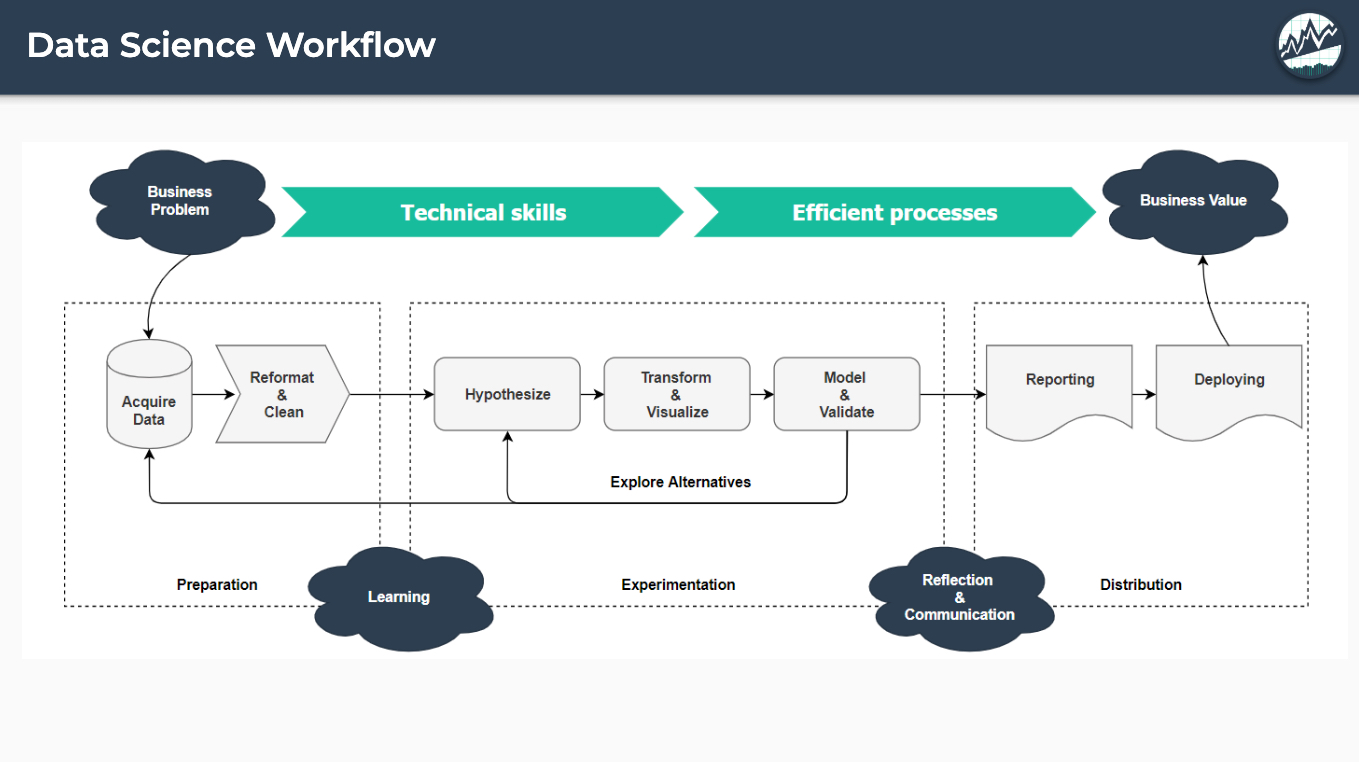 Data Science Workflow
Business
Problem
Technical skills
Efficient processes
Business Value
Acquire
Data
Reformat
&
Clean
Hypothesize
Transform
&
Visualize
Model
&
Validate
Reporting
Deploying
Explore Alternatives
Preparation
Learning
Experimentation
Reflection
&
Communication
Distribution